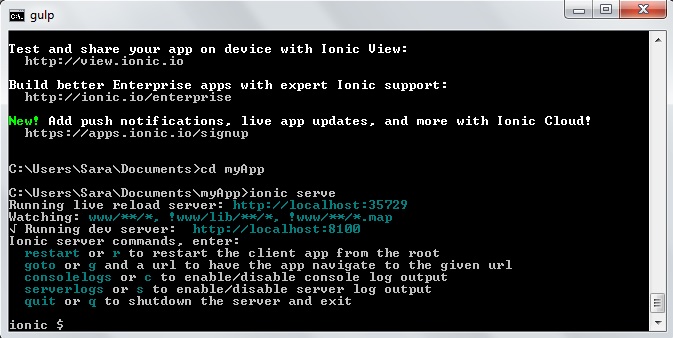 gulp
Test and share your app on device with Ionic View:
http://view.ionic.io
Build better Enterprise apps with expert Ionic support:
http://ionic.io/enterprise
New! Add push notifications, live app updates, and more with Ionic Cloud!
https://apps.ionic.io/signup
C:\Users\Sara\Documents>cd myApp
C:\Users\Sara\Documents\myApp>ionic serve
Running live reload server: http://localhost:35729
Watching: www/**/*, !www/lib/**/*, !www/**/*.map
√ Running dev server:  http://localhost:8100
Ionic server commands, enter:
restart or r to restart the client app from the root
goto or g and a url to have the app navigate to the given url
consolelogs or c to enable/disable console log output
serverlogs or s to enable/disable server log output
quit or q to shutdown the server and exit
ionic $